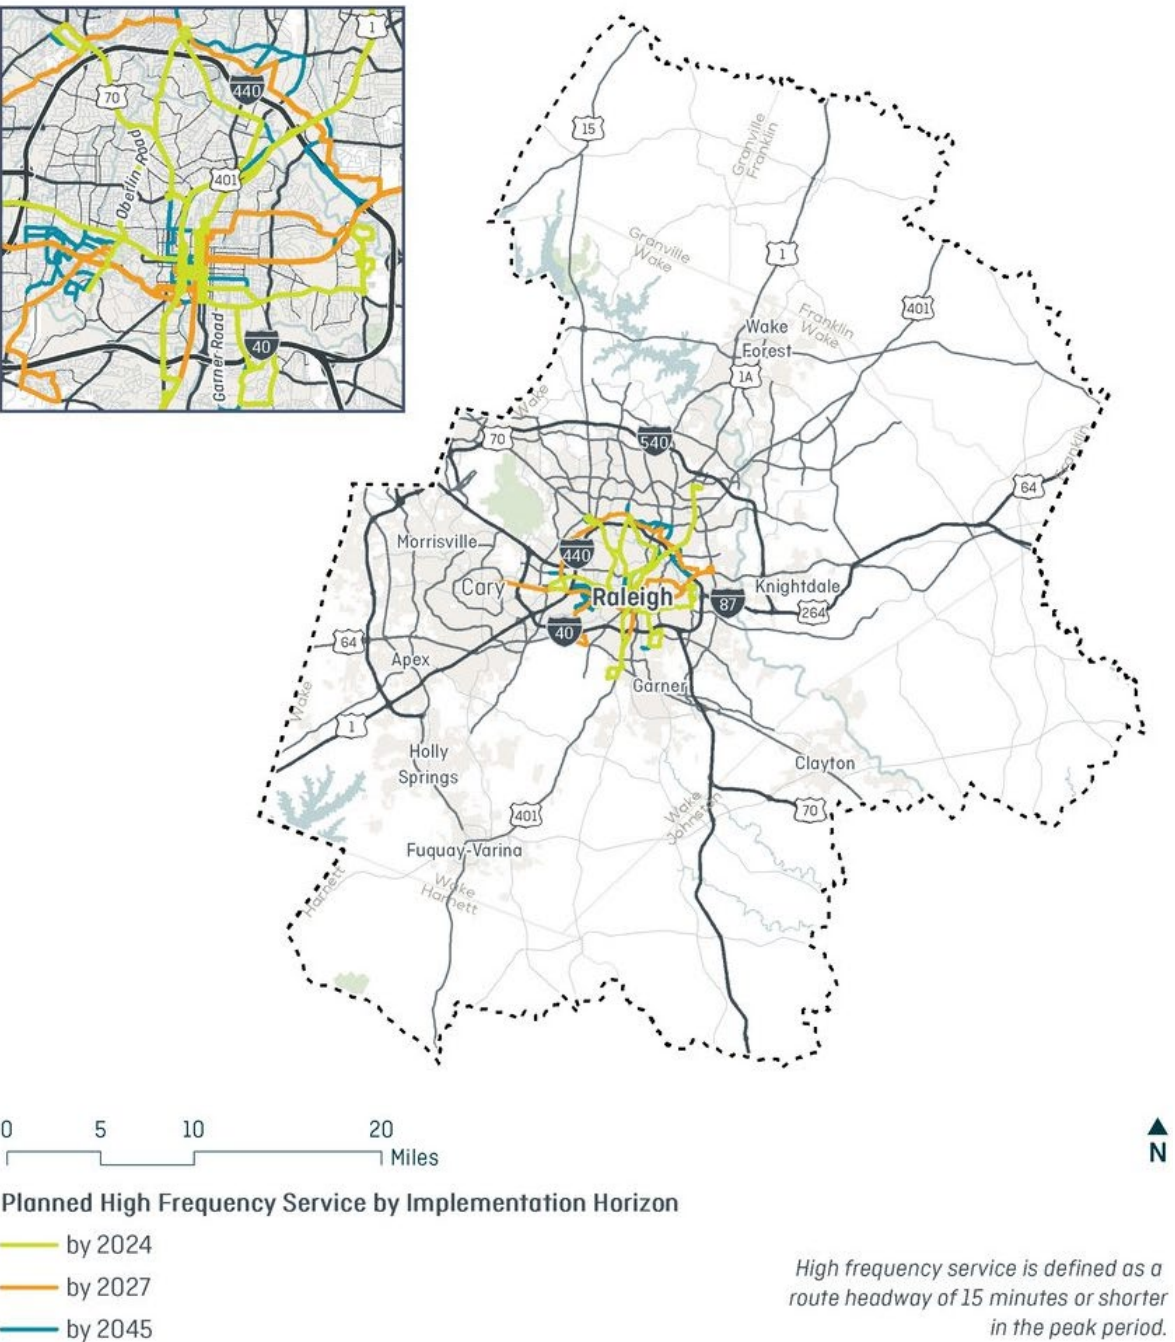 1
440
70
Oberlin Road
401
Garner Road
40
15
Granville
Franklin
1
Granville
Wake
401
Franklin
Wake
Wake
Forest
1A
Wake
70
540
Franklin
64
Morrisville
440
Cary
Raleigh
Knightdale
87
264
40
64
Apex
Garner
Wake
1
Holly
Springs
Clayton
Wake
Johnston
70
401
Fuquay-Varina
Harnett
Wake
Harnett
0 5 10 20
Miles
N
Planned High Frequency Service by Implementation Horizon
by 2024
by 2027
by 2045
High frequency service is defined as a
route headway of 15 minutes or shorter
in the peak period.